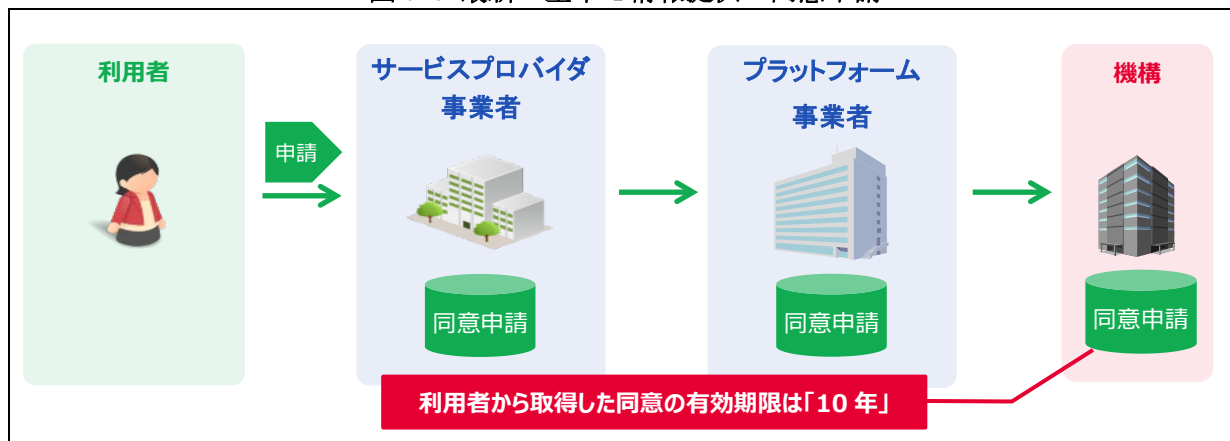 利用者
サービスプロバイダ
事業者
プラットフォーム
事業者
機構
申請
同意申請
同意申請
同意申請
利用者から取得した同意の有効期限は「10 年」